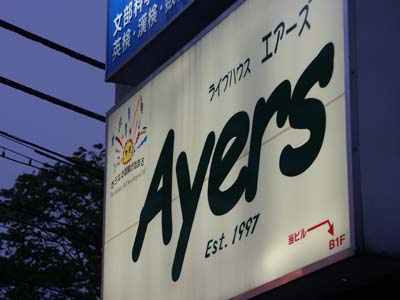 文部科学
英検・漢検・数
ライブハウス エアーズ
Ayers
Est. 1997
当ビル
B1F